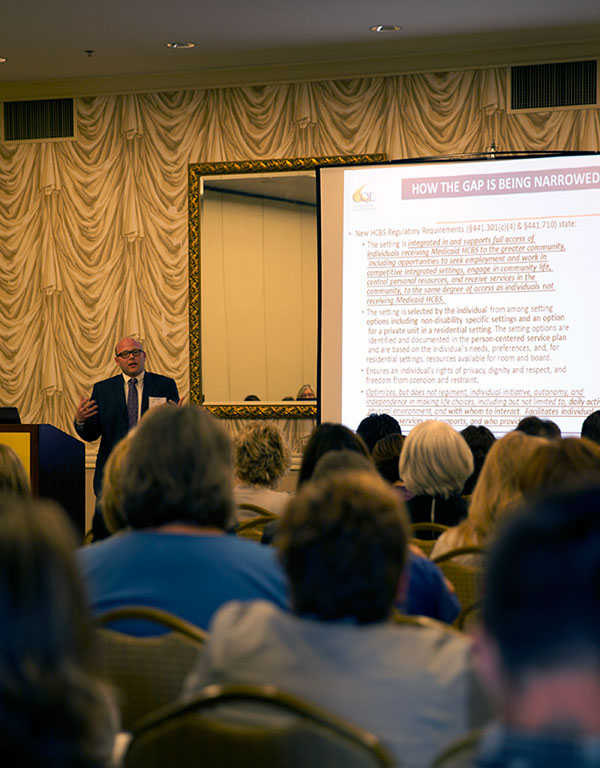 CQL
HOW THE GAP IS BEING NARROWED
• New HCBS Regulatory Requirements (§441.301(c)(4) & §441.710) state:
• The setting is integrated in and supports full access of
individuals receiving Medicaid HCBS to the greater community,
including opportunities to seek employment and work in
competitive integrated settings, engage in community life,
control personal resources, and receive services in the
community, to the same degree of access as individuals not
receiving Medicaid HCBS.
• The setting is selected by the individual from among setting
options including non-disability specific settings and an option
for a private unit in a residential setting. The setting options are
identified and documented in the person-centered service plan
and are based on the individual's needs, preferences, and, for
residential settings, resources available for room and board.
• Ensures an individual's rights of privacy, dignity and respect, and
freedom from coercion and restraint.
• Optimizes, but does not regiment, individual initiative, autonomy, and
independence in making life choices, including but not limited to, daily
environment, and with whom to interact. Facilitates individual
supports, and who provid